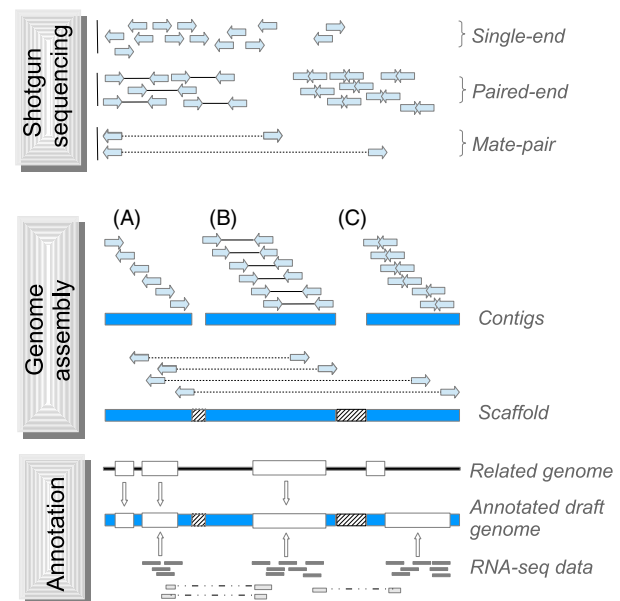 Shotgun
sequencing
Single-end
Paired-end
Mate-pair
Genome
assembly
(A) (B) (C)
Contigs
Scaffold
Annotation
Related genome
Annotated draft
genome
RNA-seq data